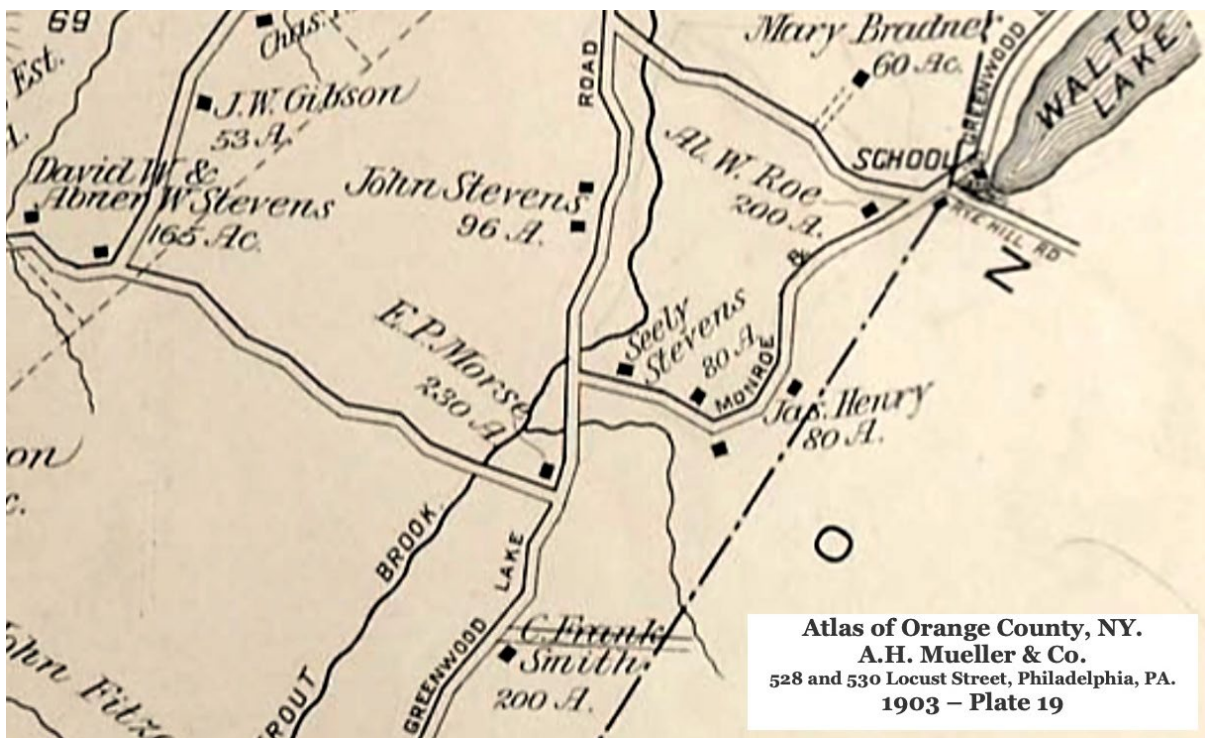 69
Est.
Chas.
J.W. Gibson
53 A.
David W &
Abner W Stevens
165 Ac.
ROAD
John Stevens
96 A.
Mary Bradner
60 Ac.
GREENWOOD
WALTO
LAKE.
SCHOOL
Al. W. Roe
200 A.
RYE HILL RD
N
E.P. Morse
230 A.
Seely
Stevens
80 A.
MONROE
Jas. Henry
80 A.
on
O
BROOK
TROUT
GREENWOOD
LAKE
C. Frank
Smith.
200 A.
John Fitz
Atlas of Orange County, NY.
A.H. Mueller & Co.
528 and 530 Locust Street, Philadelphia, PA.
1903 – Plate 19